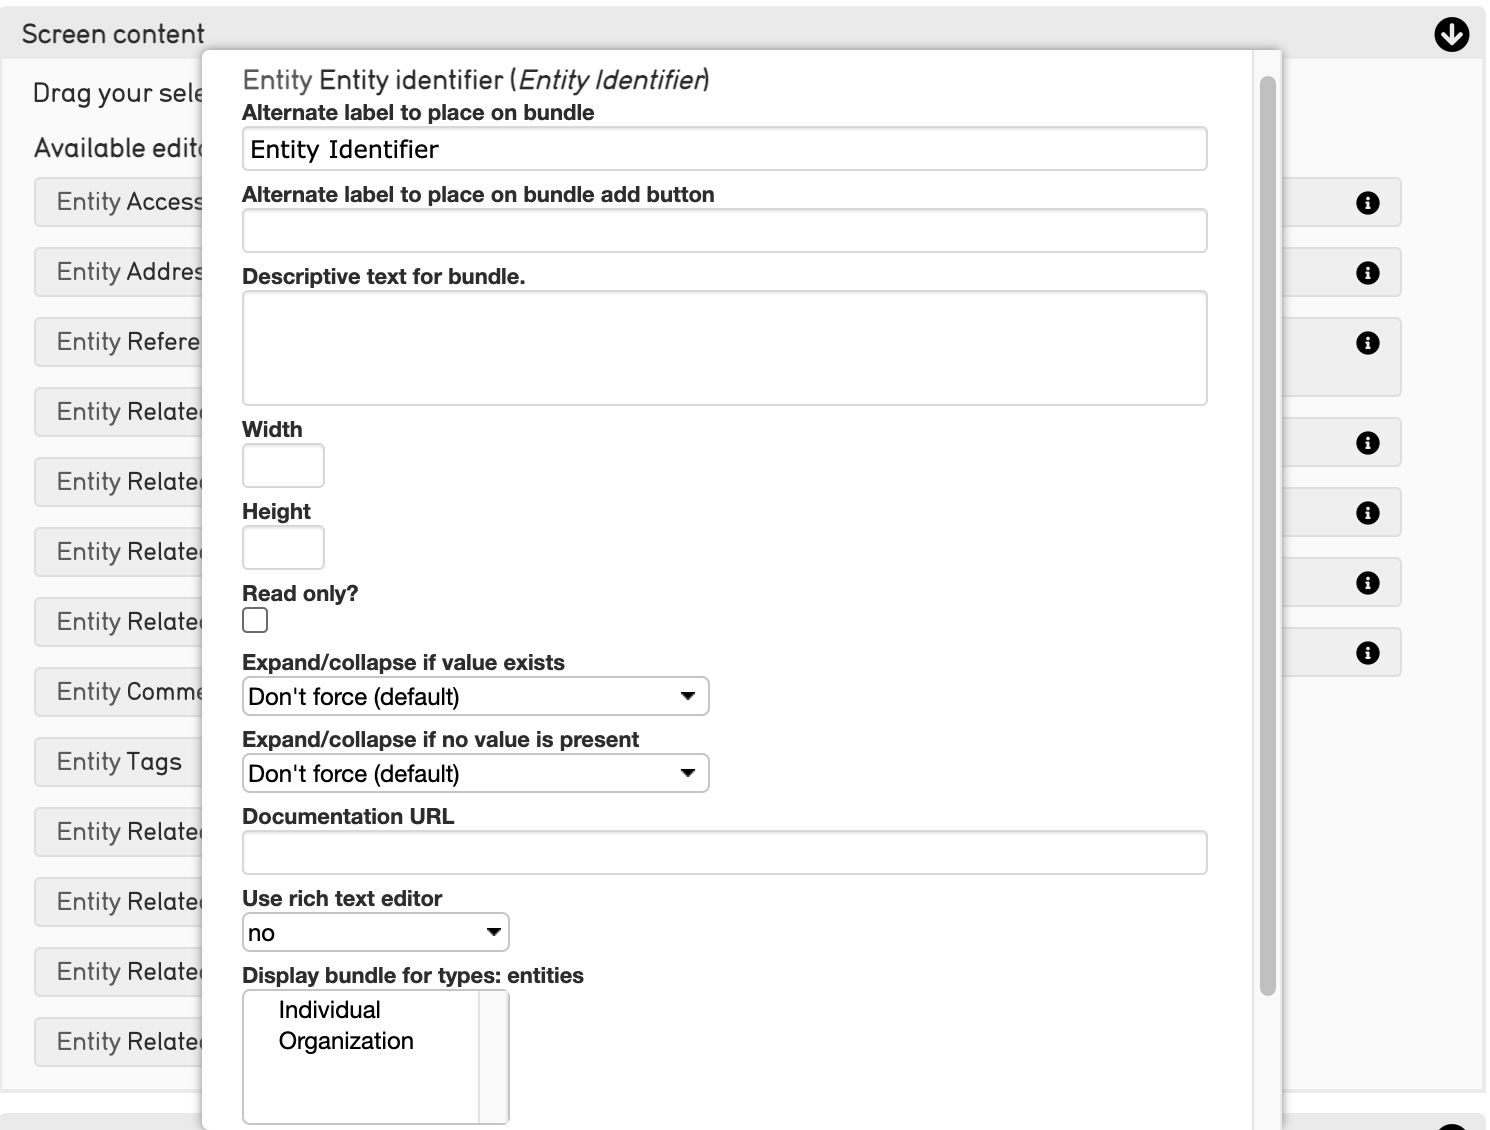 Screen content
Drag your sele
Available edit
Entity Access
Entity Addres
Entity Refere
Entity Relate
Entity Relate
Entity Relate
Entity Relate
Entity Comme
Entity Tags
Entity Relate
Entity Relate
Entity Relate
Entity Relate
Entity Entity identifier (Entity Identifier)
Alternate label to place on bundle
Entity Identifier
Alternate label to place on bundle add button
Descriptive text for bundle.
Width
Height
Read only?
Expand/collapse if value exists
Don't force (default)
Expand/collapse if no value is present
Don't force (default)
Documentation URL
Use rich text editor
no
Display bundle for types: entities
Individual
Organization